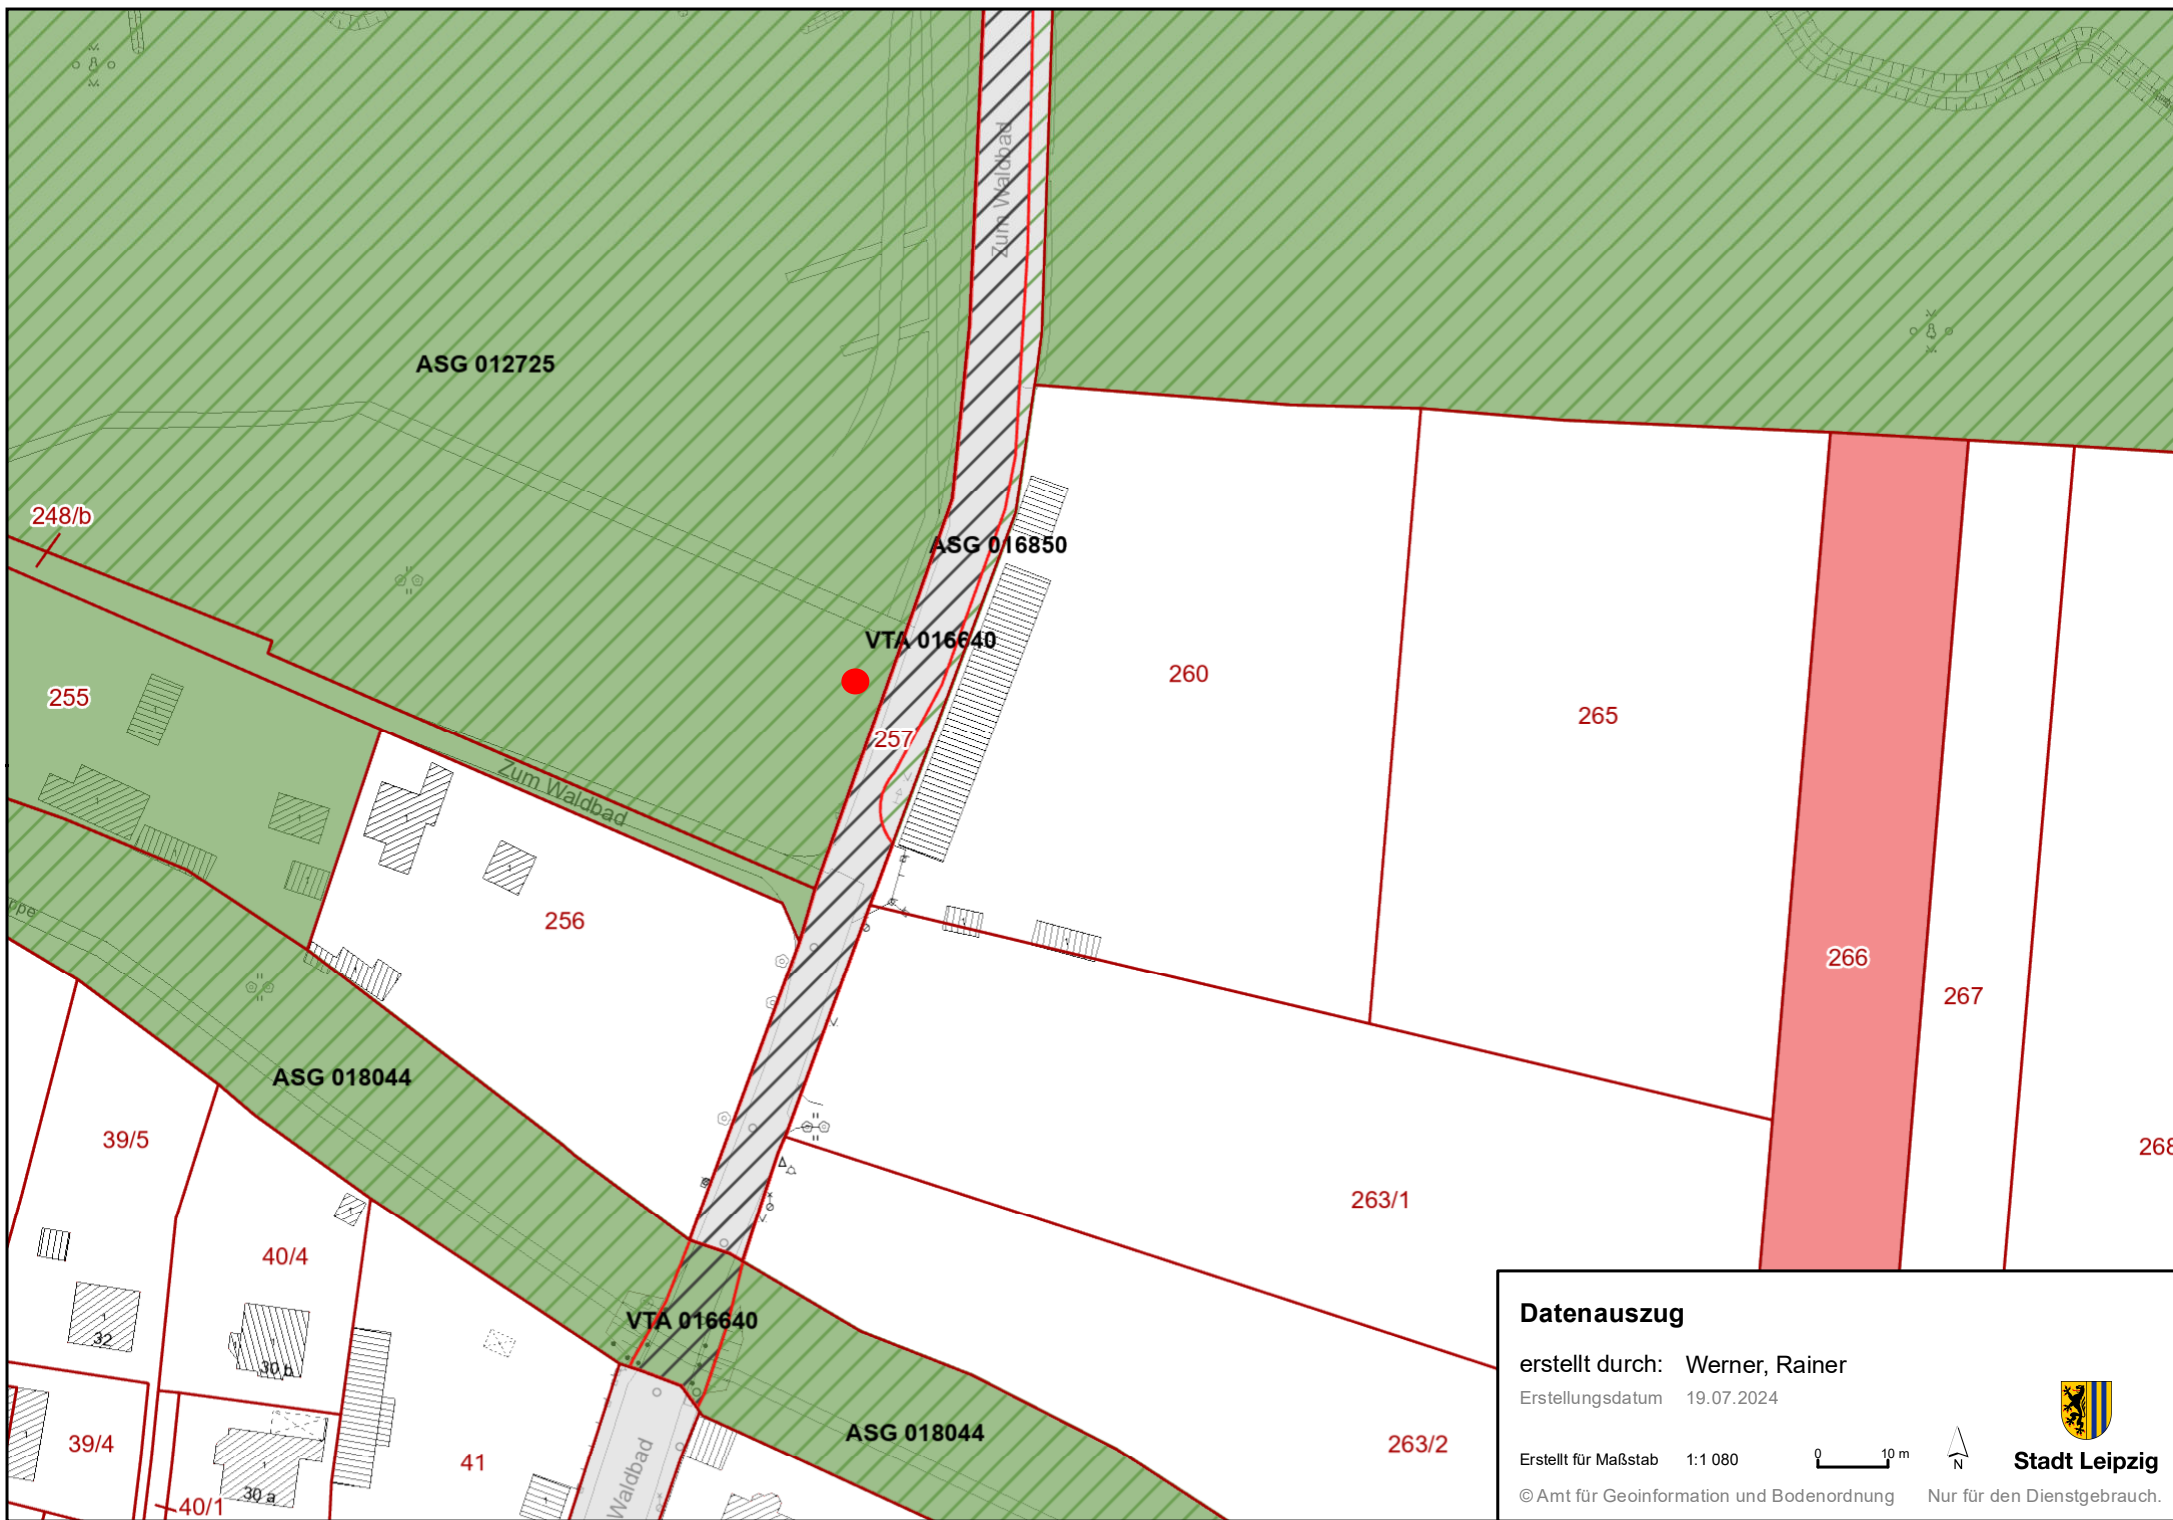 Zum Waldbad
ASG 012725
248/b
ASG 016850
VTA 016640
255
257
260
265
Zum Waldbad
256
266
267
ppe
ASG 018044
39/5
268
263/1
40/4
VTA 016640
32
30 b
39/4
41
ASG 018044
263/2
30 a
40/1
Waldbad
Datenauszug
erstellt durch: Werner, Rainer
Erstellungsdatum 19.07.2024
Erstellt für Maßstab 1:1 080
0 10 m
N
Stadt Leipzig
© Amt für Geoinformation und Bodenordnung Nur für den Dienstgebrauch.